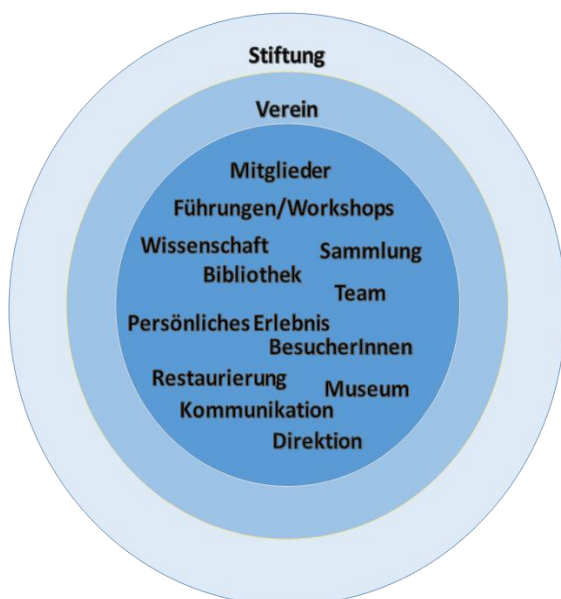 Stiftung
Verein
Mitglieder
Führungen/Workshops
Wissenschaft
Sammlung
Bibliothek
Team
Persönliches Erlebnis
BesucherInnen
Restaurierung
Museum
Kommunikation
Direktion